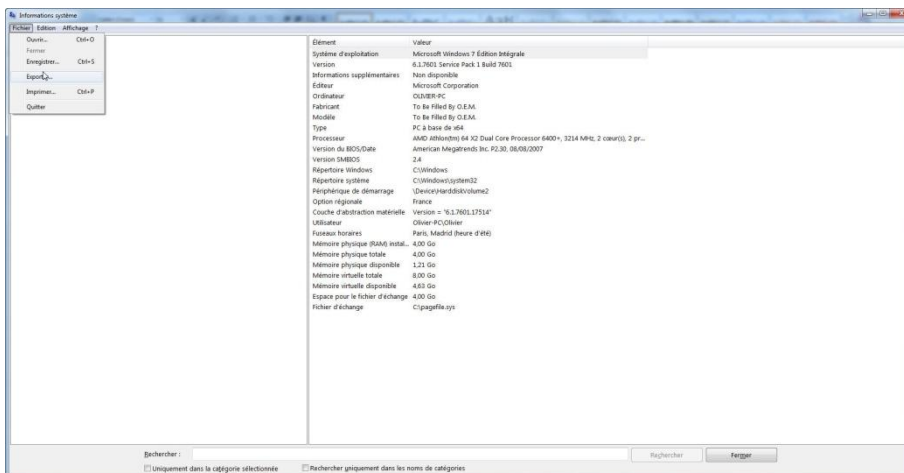 Informations système
Fichier Edition Affichage ?
Ouvrir... Ctrl+O
Fermer
Enregistrer... Ctrl+S
Imprimer... Ctrl+P
Quitter
Élément Valeur
Système d'exploitation Microsoft Windows 7 Édition Intégrale
Version 6.1.7601 Service Pack 1 Build 7601
Informations supplémentaires Non disponible
Éditeur Microsoft Corporation
Ordinateur OLIVIER-PC
Fabricant To Be Filled By O.E.M.
Modèle To Be Filled By O.E.M.
Type PC à base de x64
Processeur AMD Athlon(tm) 64 X2 Dual Core Processor 6400+, 3214 MHz, 2 cœur(s), 2 pr...
Version du BIOS/Date American Megatrends Inc. P2.30, 08/08/2007
Version SMBIOS 2.4
Répertoire Windows C:\Windows
Répertoire système C:\Windows\system32
Périphérique de démarrage \Device\HarddiskVolume2
Option régionale France
Couche d'abstraction matérielle Version = "6.1.7601.17514"
Utilisateur Olivier-PC\Olivier
Fuseaux horaires Paris, Madrid (heure d'été)
Mémoire physique (RAM) instal... 4,00 Go
Mémoire physique totale 4,00 Go
Mémoire physique disponible 1,21 Go
Mémoire virtuelle totale 8,00 Go
Mémoire virtuelle disponible 4,63 Go
Espace pour le fichier d'échange 4,00 Go
Fichier d'échange C:\pagefile.sys
Rechercher : Rechercher Fermer
Uniquement dans la catégorie sélectionnée Rechercher uniquement dans les noms de catégories